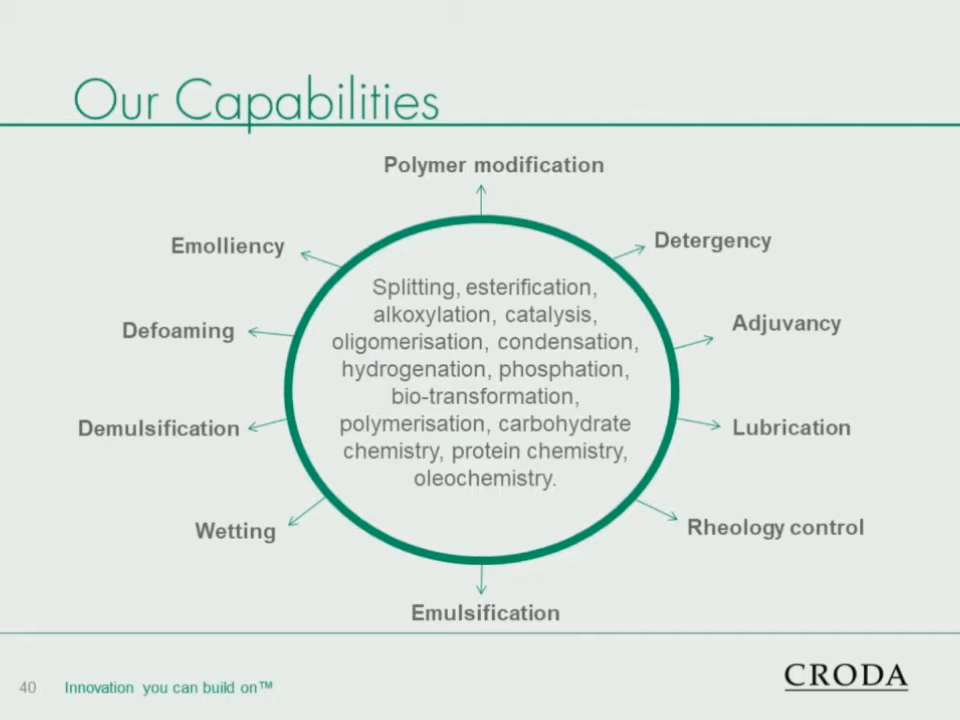 Our Capabilities
Polymer modification
Emolliency
Detergency
Defoaming
Adjuvancy
Splitting, esterification,
alkoxylation, catalysis,
oligomerisation, condensation,
hydrogenation, phosphation,
bio-transformation,
polymerisation, carbohydrate
chemistry, protein chemistry,
oleochemistry.
Demulsification
Lubrication
Wetting
Rheology control
Emulsification
40 Innovation you can build on™
CRODA